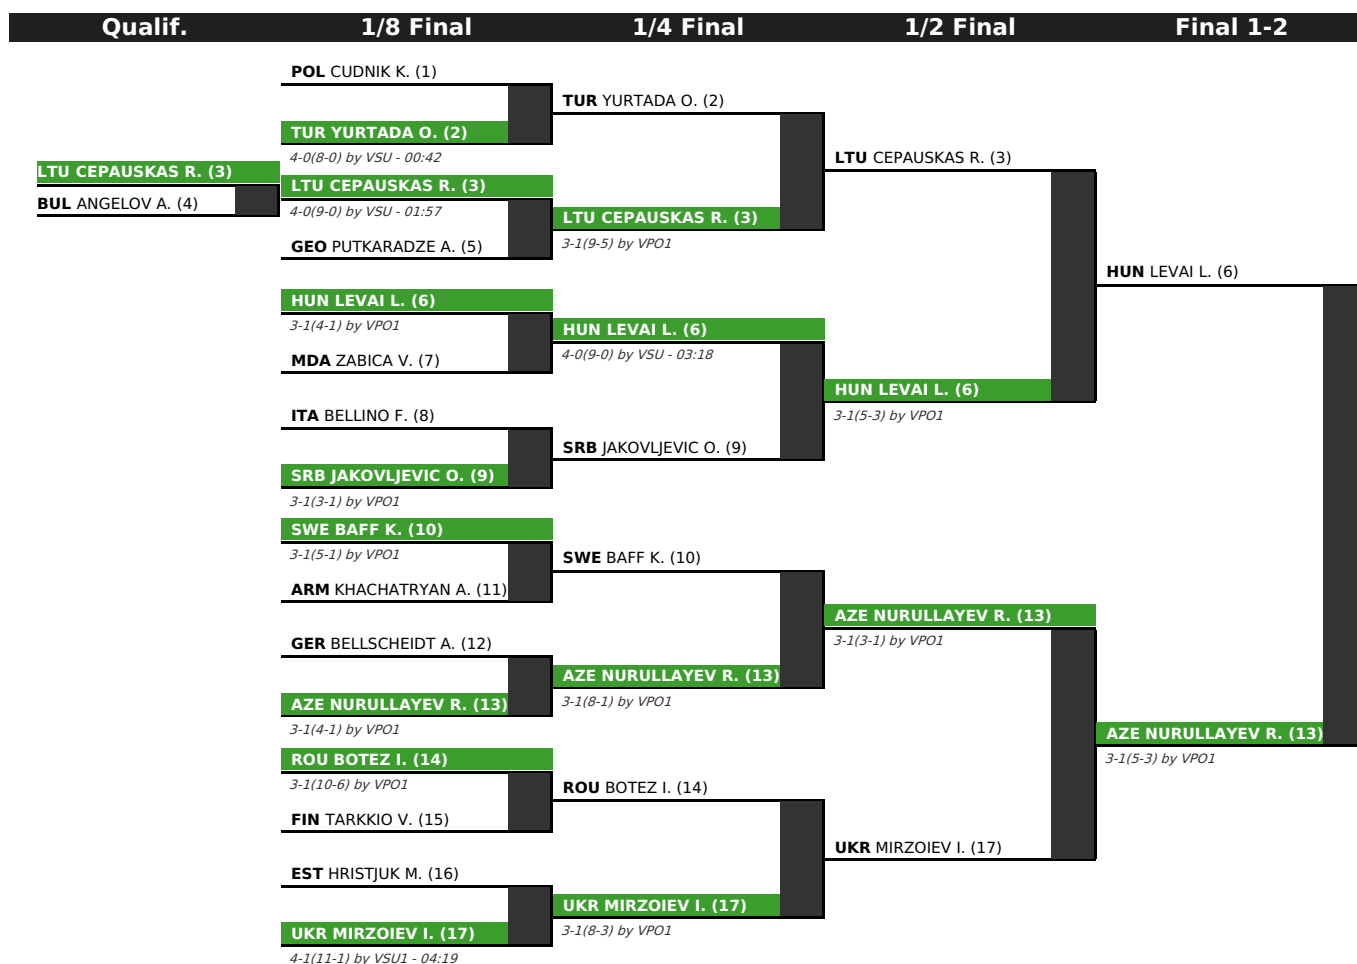 Qualif.
1/8 Final
1/4 Final
1/2 Final
Final 1-2
LTU CEPAUSKAS R. (3)
BUL ANGELOV A. (4)
POL CUDNIK K. (1)
TUR YURTADA O. (2)
4-0(8-0) by VSU - 00:42
LTU CEPAUSKAS R. (3)
4-0(9-0) by VSU - 01:57
GEO PUTKARADZE A. (5)
HUN LEVAI L. (6)
3-1(4-1) by VPO1
MDA ZABICA V. (7)
ITA BELLINO F. (8)
SRB JAKOVLJEVIC O. (9)
3-1(3-1) by VPO1
SWE BAFF K. (10)
3-1(5-1) by VPO1
ARM KHACHATRYAN A. (11)
GER BELLSCHEIDT A. (12)
AZE NURULLAYEV R. (13)
3-1(4-1) by VPO1
ROU BOTEZ I. (14)
3-1(10-6) by VPO1
FIN TARKKIO V. (15)
EST HRISTJUK M. (16)
UKR MIRZOIEV I. (17)
4-1(11-1) by VSU1 - 04:19
TUR YURTADA O. (2)
LTU CEPAUSKAS R. (3)
3-1(9-5) by VPO1
HUN LEVAI L. (6)
4-0(9-0) by VSU - 03:18
SRB JAKOVLJEVIC O. (9)
SWE BAFF K. (10)
AZE NURULLAYEV R. (13)
3-1(8-1) by VPO1
ROU BOTEZ I. (14)
UKR MIRZOIEV I. (17)
3-1(8-3) by VPO1
LTU CEPAUSKAS R. (3)
HUN LEVAI L. (6)
3-1(5-3) by VPO1
AZE NURULLAYEV R. (13)
3-1(3-1) by VPO1
UKR MIRZOIEV I. (17)
HUN LEVAI L. (6)
AZE NURULLAYEV R. (13)
3-1(5-3) by VPO1